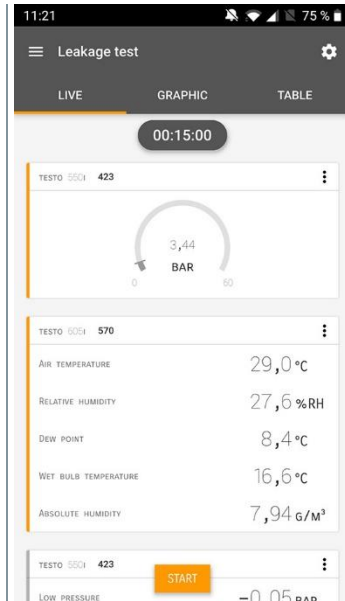 11:21 75 %
Leakage test
LIVE GRAPHIC TABLE
00:15:00
TESTO 550i 423
3,44
BAR
0 60
TESTO 605i 570
AIR TEMPERATURE 29,0 °C
RELATIVE HUMIDITY 27,6 %RH
DEW POINT 8,4 °C
WET BULB TEMPERATURE 16,6 °C
ABSOLUTE HUMIDITY 7,94 G/M³
TESTO 550i 423
START
LOW PRESSURE -0,05 BAR